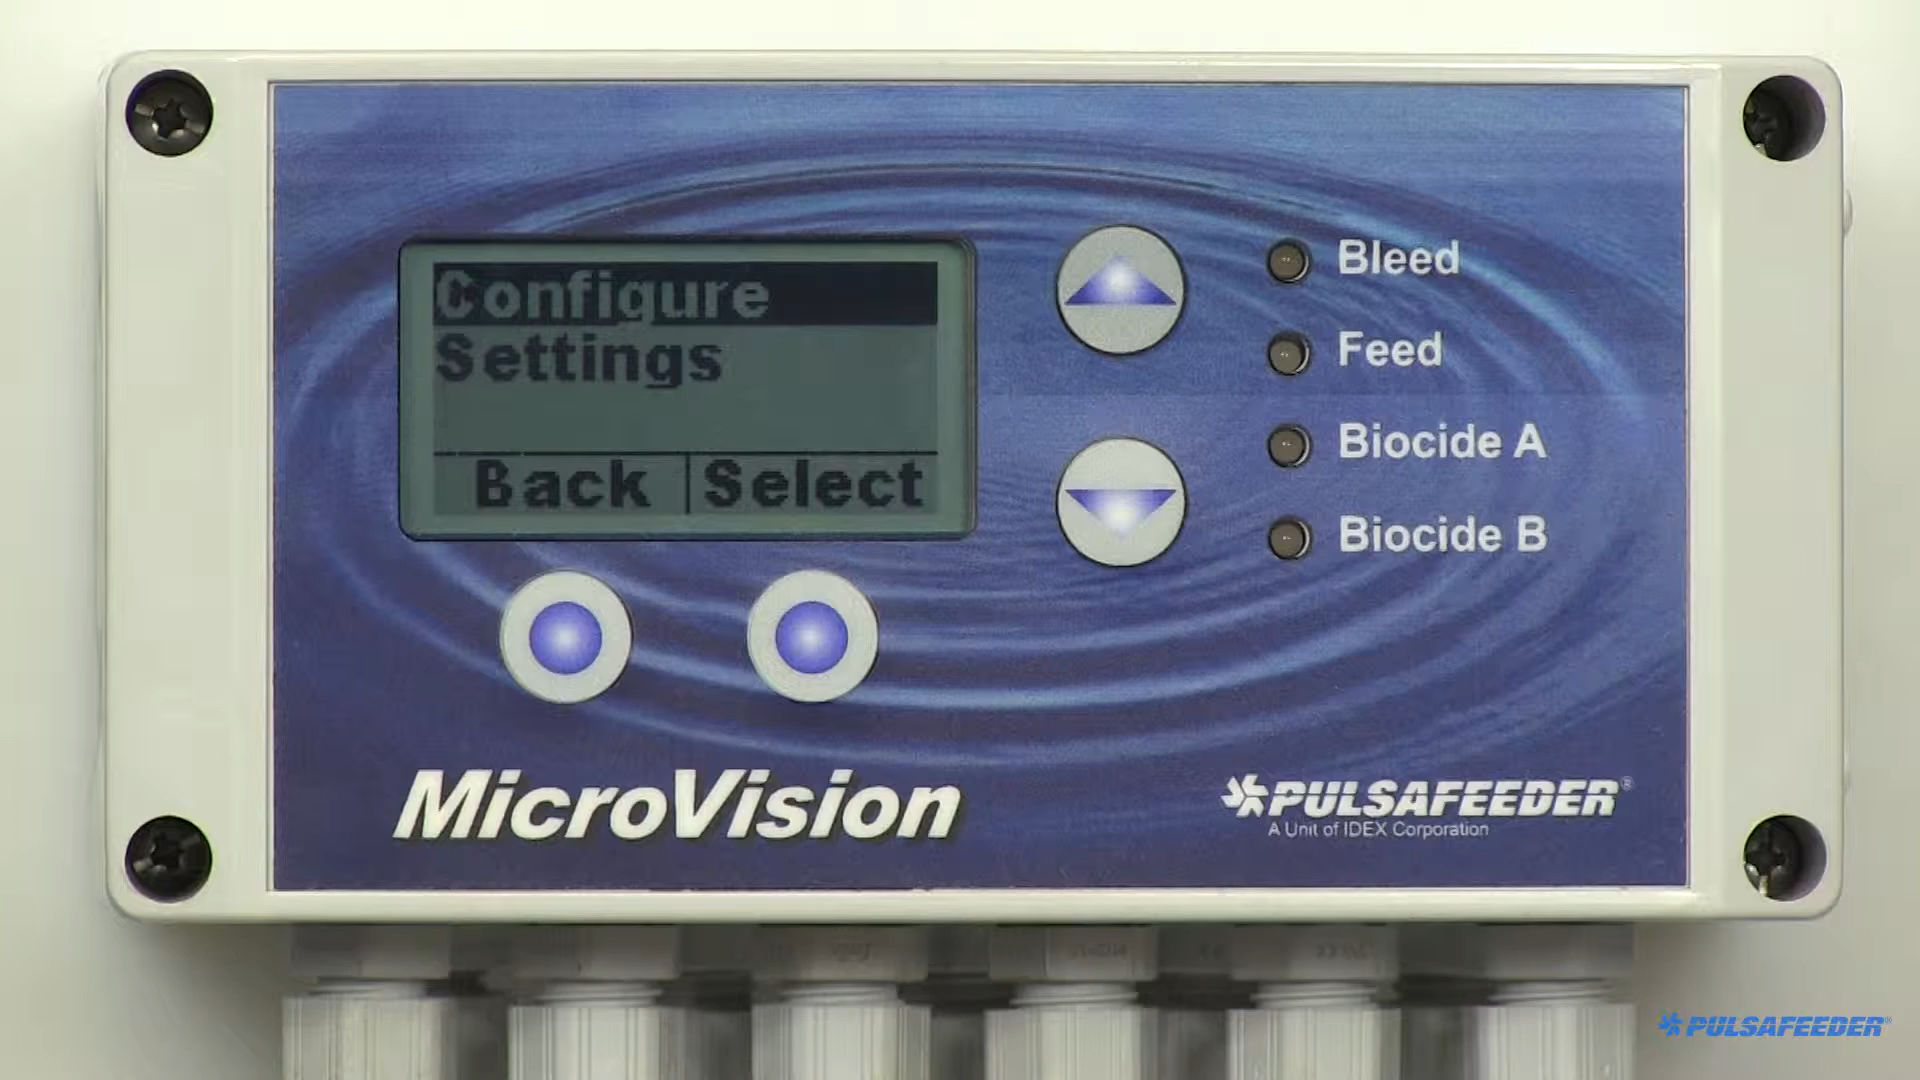 Configure
Settings
Back
Select
Bleed
Feed
Biocide A
Biocide B
MicroVision
PULSAFEEDER®
A Unit of IDEX Corporation
PULSAFEEDER®